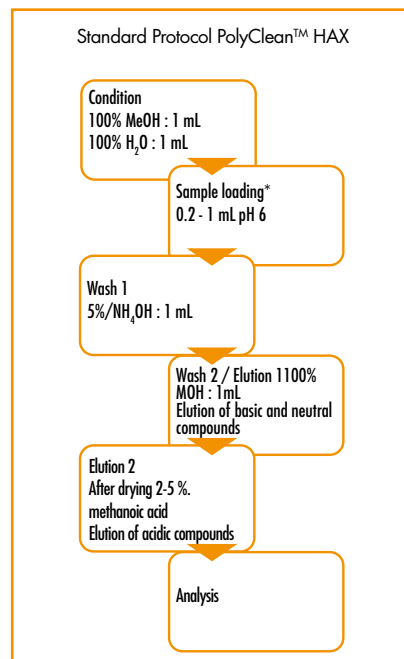 Standard Protocol PolyClean™ HAX
Condition
100% MeOH : 1 mL
100% H₂O : 1 mL
Sample loading*
0.2 - 1 mL pH 6
Wash 1
5%/NH₄OH : 1 mL
Wash 2 / Elution 1100%
MOH : 1mL
Elution of basic and neutral
compounds
Elution 2
After drying 2-5 %.
methanoic acid
Elution of acidic compounds
Analysis